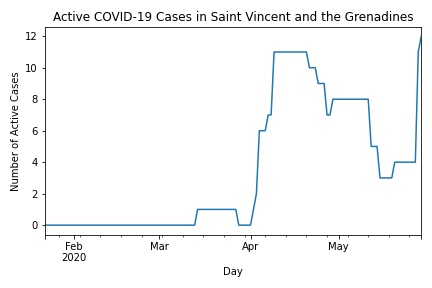 Active COVID-19 Cases in Saint Vincent and the Grenadines
12
10
8
6
4
2
0
Number of Active Cases
Feb
2020
Mar
Apr
May
Day